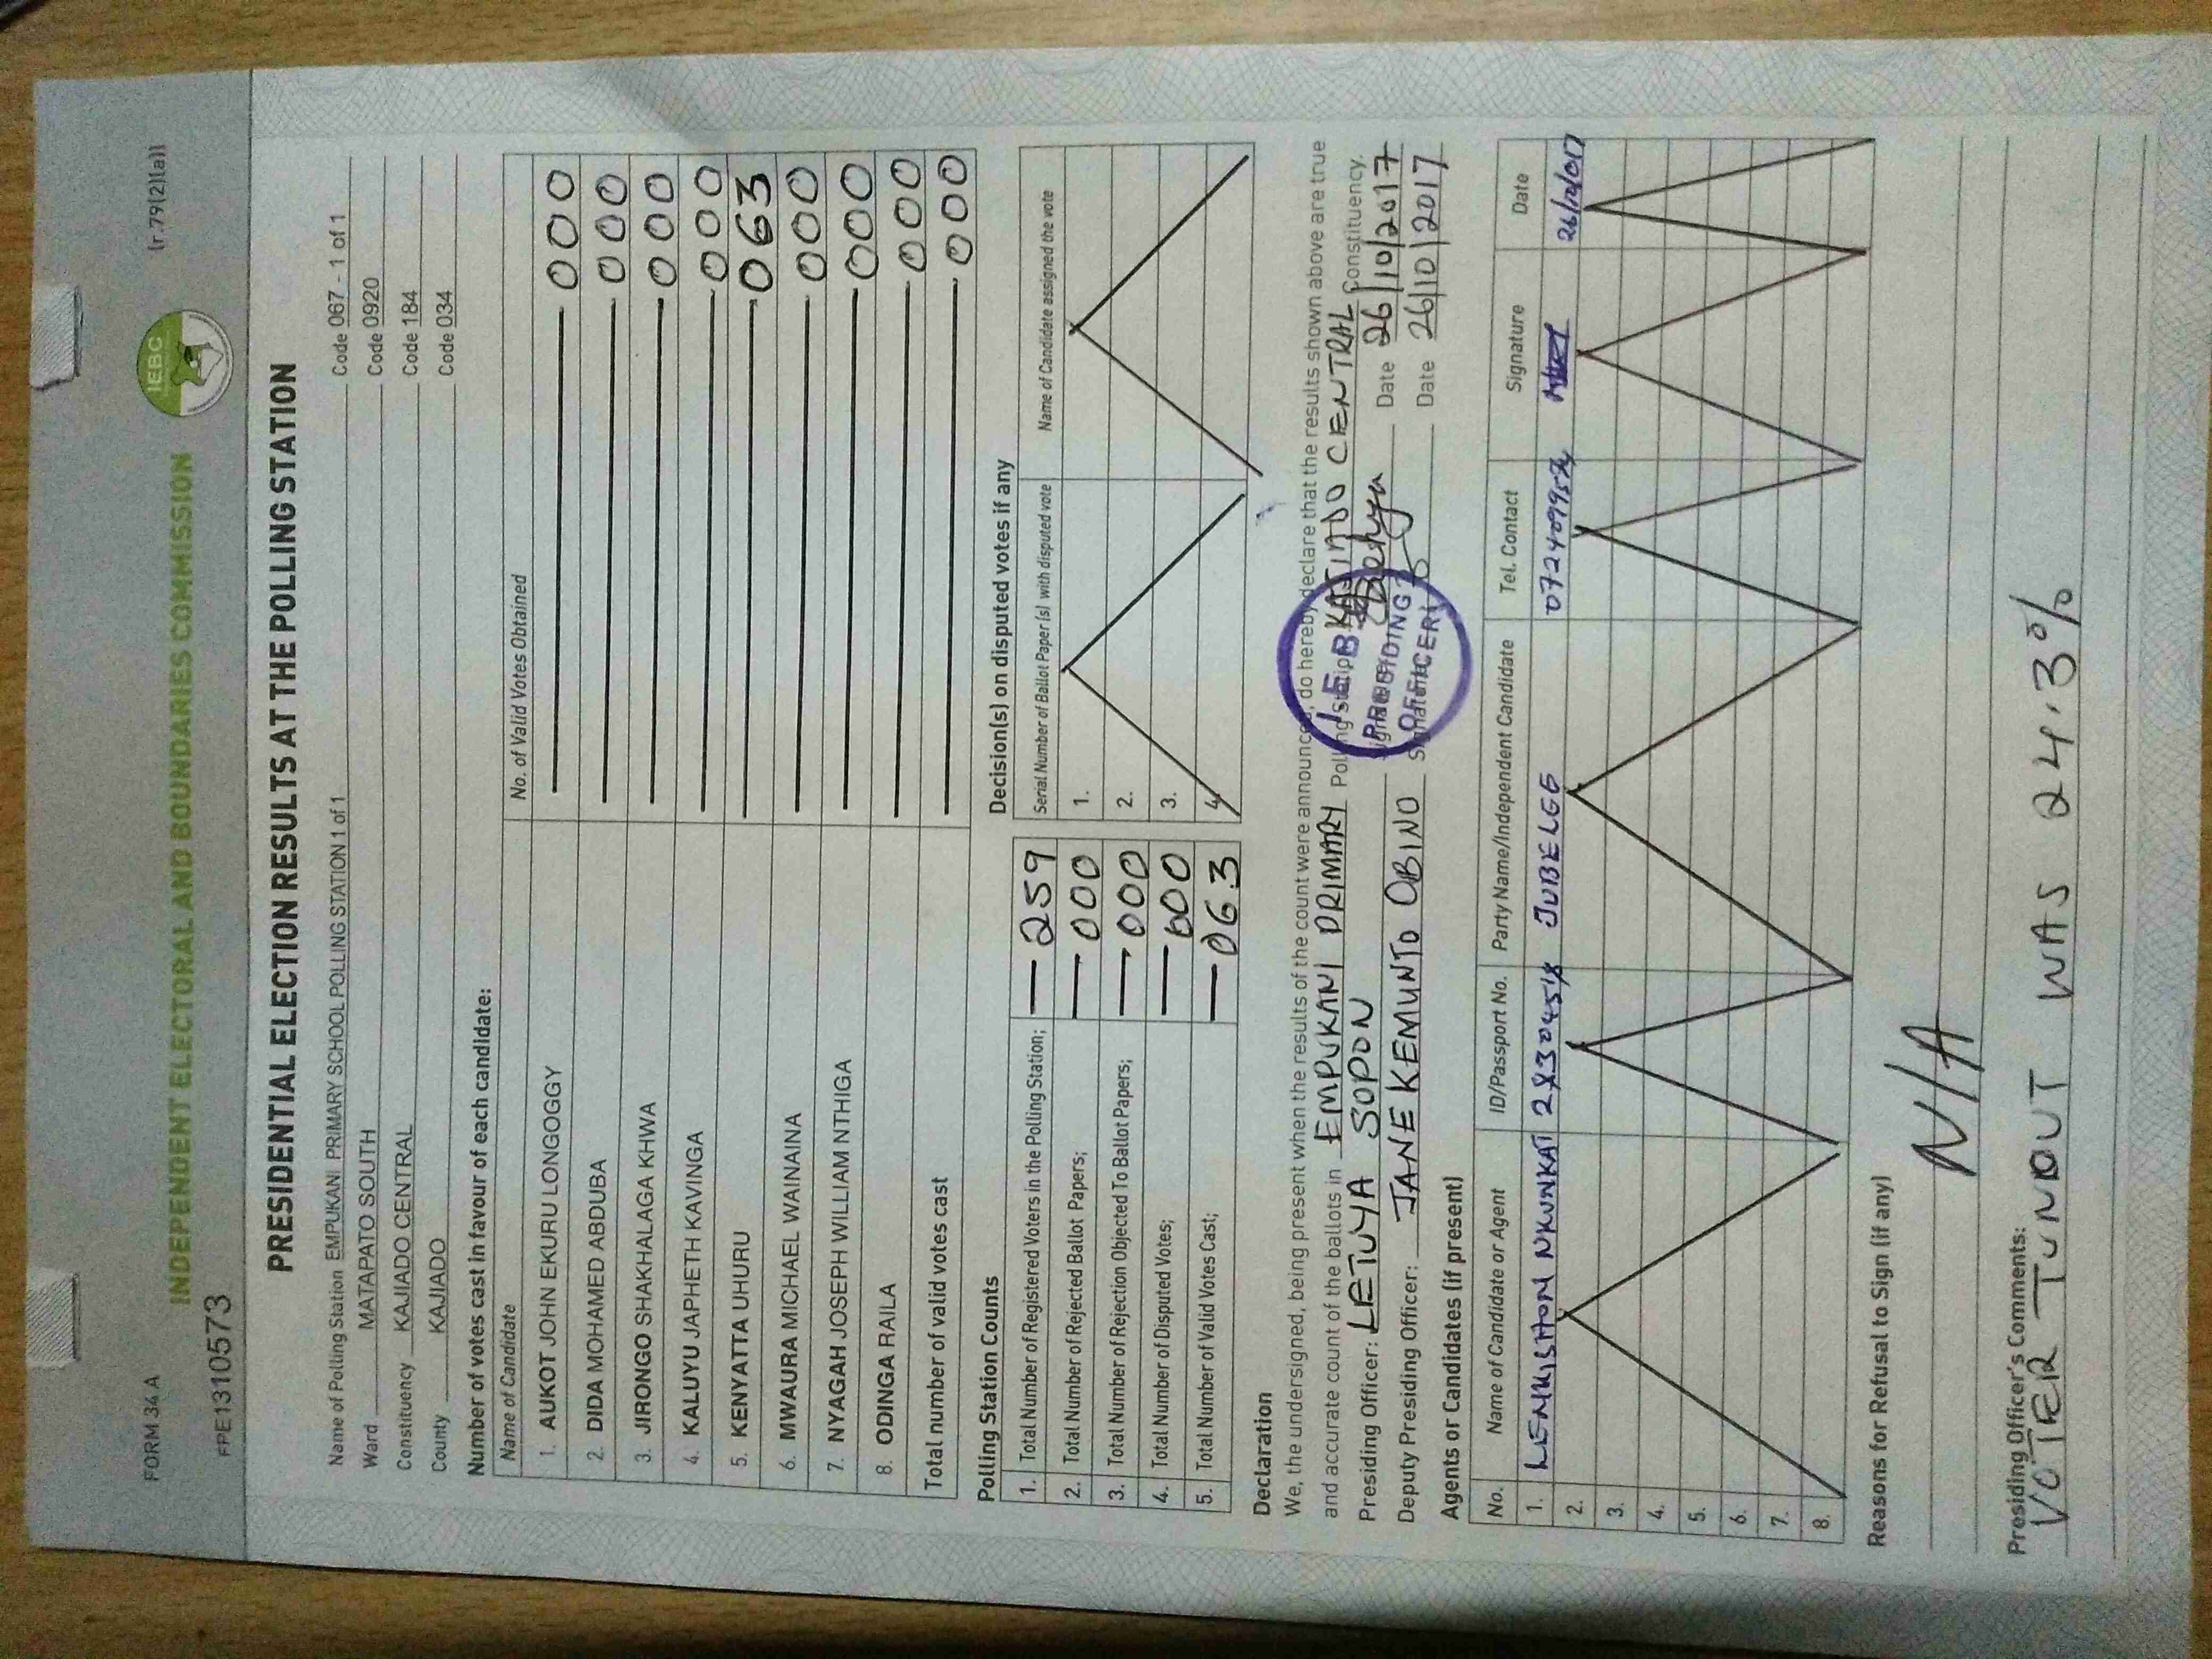 FORM 34 A
(r.79(2)(a))
INDEPENDENT ELECTORAL AND BOUNDARIES COMMISSION
IEBC
FPE1310573
PRESIDENTIAL ELECTION RESULTS AT THE POLLING STATION
Name of Polling Station EMPUKANI PRIMARY SCHOOL POLLING STATION 1 of 1 Code 067 - 1 of 1
Ward MATAPATO SOUTH Code 0920
Constituency KAJIADO CENTRAL Code 184
County KAJIADO Code 034
Number of votes cast in favour of each candidate:
Name of Candidate No. of Valid Votes Obtained
1. AUKOT JOHN EKURU LONGOGGY 000
2. DIDA MOHAMED ABDUBA 000
3. JIRONGO SHAKHALAGA KHWA 000
4. KALUYU JAPHETH KAVINGA 000
5. KENYATTA UHURU 063
6. MWAURA MICHAEL WAINAINA 000
7. NYAGAH JOSEPH WILLIAM NTHIGA 000
8. ODINGA RAILA 000
Total number of valid votes cast 000
Polling Station Counts
1. Total Number of Registered Voters in the Polling Station; 259
2. Total Number of Rejected Ballot Papers; 000
3. Total Number of Rejection Objected To Ballot Papers; 000
4. Total Number of Disputed Votes; 000
5. Total Number of Valid Votes Cast; 063
Decision(s) on disputed votes if any
Serial Number of Ballot Paper (s) with disputed vote Name of Candidate assigned the vote
1.
2.
3.
4.
Declaration
We, the undersigned, being present when the results of the count were announced, do hereby declare that the results shown above are true
and accurate count of the ballots in EMPUKANI PRIMARY Polling Station KAJIADO CENTRAL Constituency.
Presiding Officer: LETUYA SOPON Signature Date 26/10/2017
Deputy Presiding Officer: JANE KEMUNTO OBINO Signature Date 26/10/2017
I E B
PRESIDING
OFFICER
Agents or Candidates (if present)
No. Name of Candidate or Agent ID/Passport No. Party Name/Independent Candidate Tel. Contact Signature Date
1. JUBELEE
2.
3.
4.
5.
6.
7.
8.
Reasons for Refusal to Sign (if any)
N/A
Presiding Officer's Comments:
VOTER TUNOUT WAS 24.3%